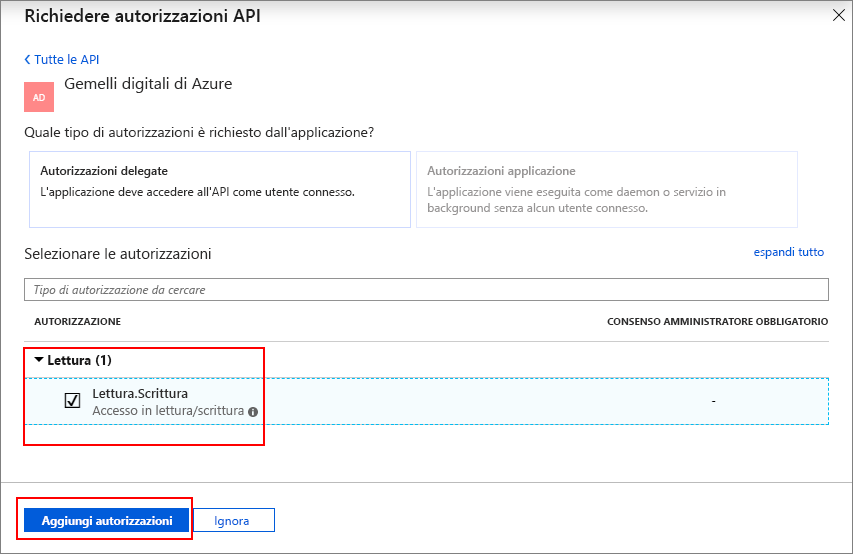 Richiedere autorizzazioni API
Tutte le API
AD
Gemelli digitali di Azure
Quale tipo di autorizzazioni è richiesto dall'applicazione?
Autorizzazioni delegate
L'applicazione deve accedere all'API come utente connesso.
Autorizzazioni applicazione
L'applicazione viene eseguita come daemon o servizio in
background senza alcun utente connesso.
Selezionare le autorizzazioni
espandi tutto
Tipo di autorizzazione da cercare
AUTORIZZAZIONE
CONSENSO AMMINISTRATORE OBBLIGATORIO
Lettura (1)
Lettura.Scrittura
Accesso in lettura/scrittura
-
Aggiungi autorizzazioni
Ignora